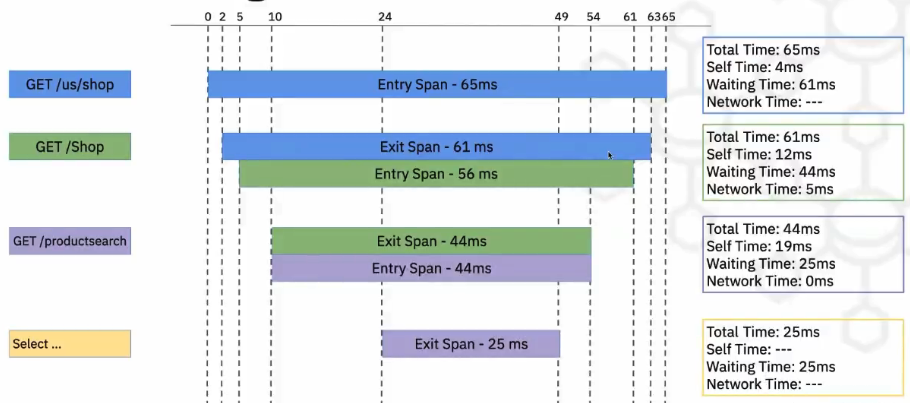 0 2 5 10 24 49 54 61 63 65
GET /us/shop
Entry Span - 65ms
Total Time: 65ms
Self Time: 4ms
Waiting Time: 61ms
Network Time: ---
GET /Shop
Exit Span - 61 ms
Entry Span - 56 ms
Total Time: 61ms
Self Time: 12ms
Waiting Time: 44ms
Network Time: 5ms
GET /productsearch
Exit Span - 44ms
Entry Span - 44ms
Total Time: 44ms
Self Time: 19ms
Waiting Time: 25ms
Network Time: 0ms
Select ...
Exit Span - 25 ms
Total Time: 25ms
Self Time: ---
Waiting Time: 25ms
Network Time: ---